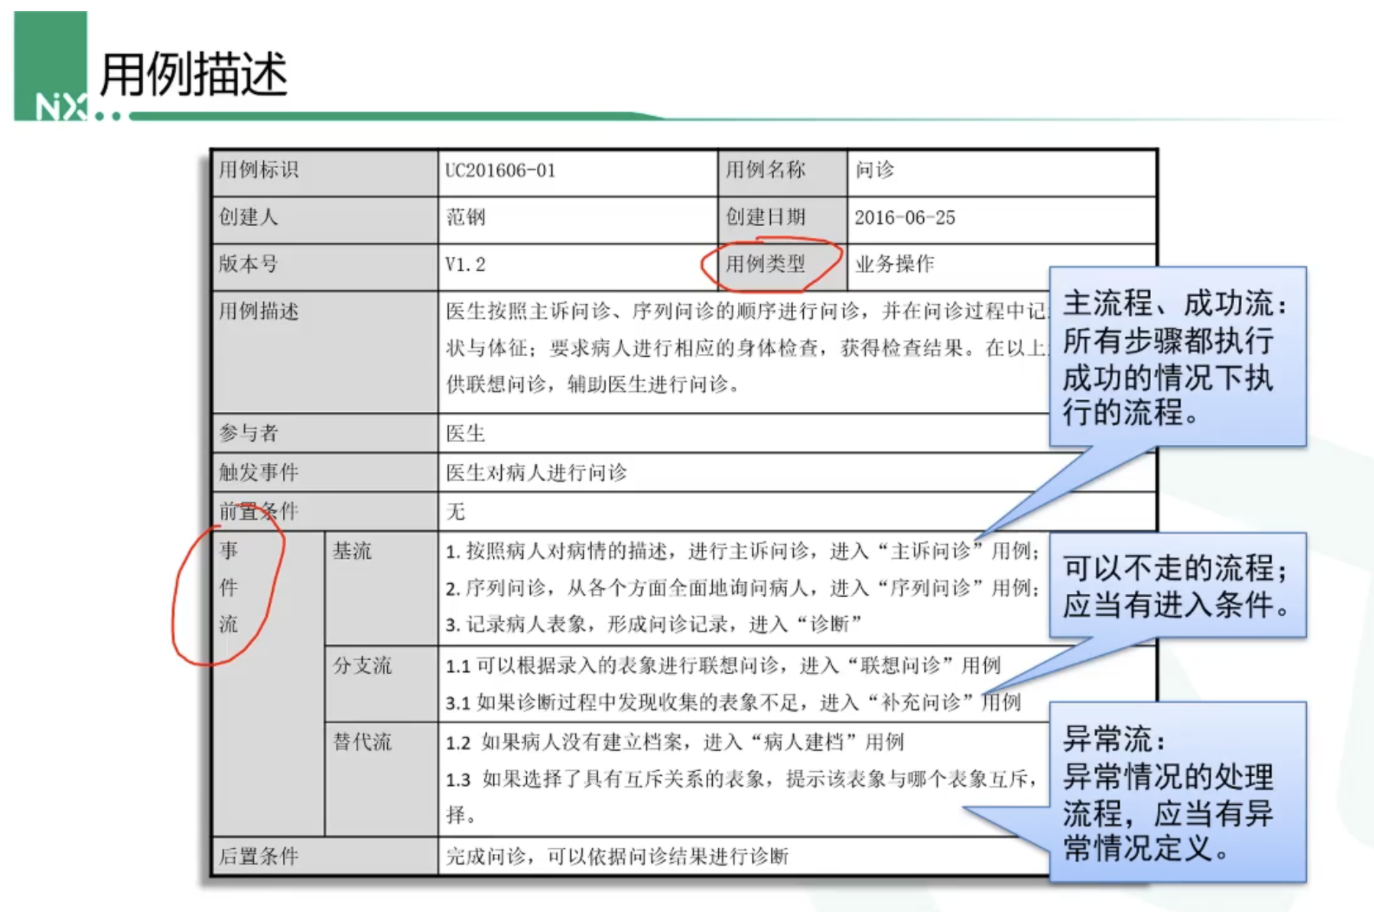 用例描述
NX
用例标识 UC201606-01 用例名称 问诊
创建人 范钢 创建日期 2016-06-25
版本号 V1.2 用例类型 业务操作
用例描述 医生按照主诉问诊、序列问诊的顺序进行问诊，并在问诊过程中记
状与体征；要求病人进行相应的身体检查，获得检查结果。在以上
供联想问诊，辅助医生进行问诊。
参与者 医生
触发事件 医生对病人进行问诊
前置条件 无
事件流
基流 1. 按照病人对病情的描述，进行主诉问诊，进入“主诉问诊”用例；
2. 序列问诊，从各个方面全面地询问病人，进入“序列问诊”用例；
3. 记录病人表象，形成问诊记录，进入“诊断”
分支流 1.1 可以根据录入的表象进行联想问诊，进入“联想问诊”用例
3.1 如果诊断过程中发现收集的表象不足，进入“补充问诊”用例
替代流 1.2 如果病人没有建立档案，进入“病人建档”用例
1.3 如果选择了具有互斥关系的表象，提示该表象与哪个表象互斥，
择。
后置条件 完成问诊，可以依据问诊结果进行诊断
主流程、成功流：
所有步骤都执行
成功的情况下执
行的流程。
可以不走的流程；
应当有进入条件。
异常流：
异常情况的处理
流程，应当有异
常情况定义。